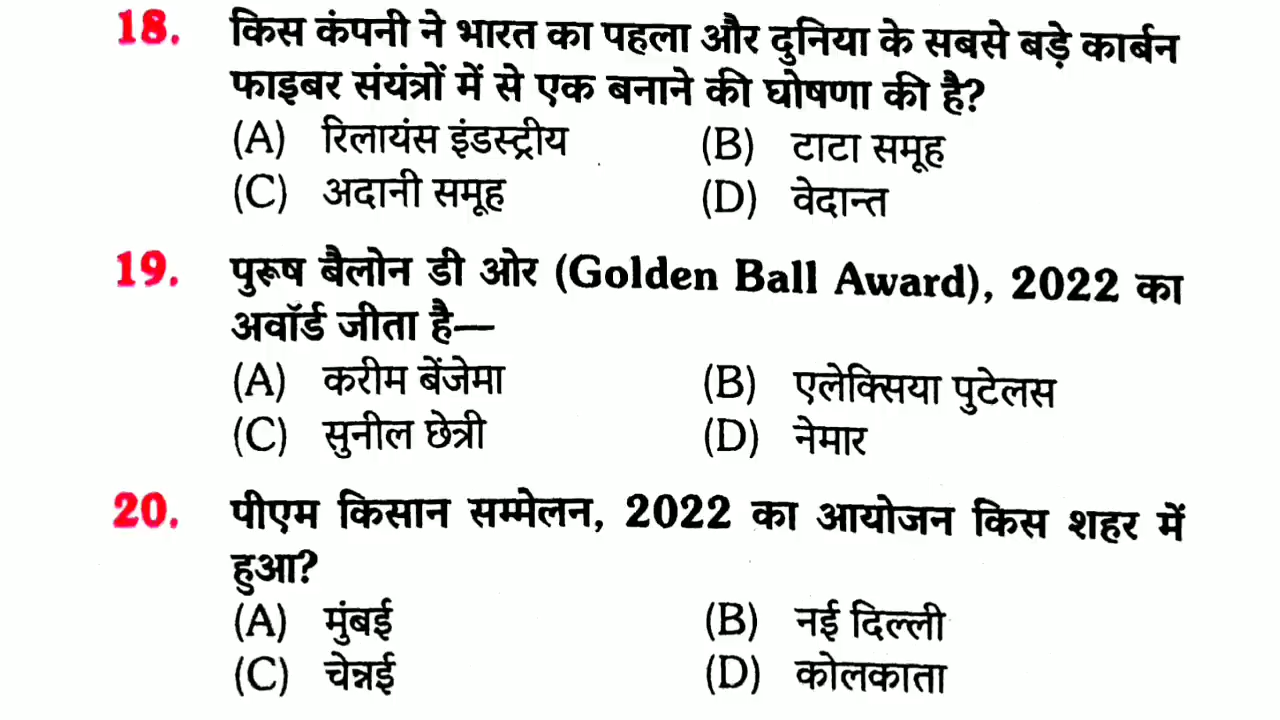 18. किस कंपनी ने भारत का पहला और दुनिया के सबसे बड़े कार्बन
फाइबर संयंत्रों में से एक बनाने की घोषणा की है?
(A) रिलायंस इंडस्ट्रीय (B) टाटा समूह
(C) अदानी समूह (D) वेदान्त
19. पुरूष बैलोन डी ओर (Golden Ball Award), 2022 का
अवॉर्ड जीता है—
(A) करीम बेंजेमा (B) एलेक्सिया पुटेलस
(C) सुनील छेत्री (D) नेमार
20. पीएम किसान सम्मेलन, 2022 का आयोजन किस शहर में
हुआ?
(A) मुंबई (B) नई दिल्ली
(C) चेन्नई (D) कोलकाता